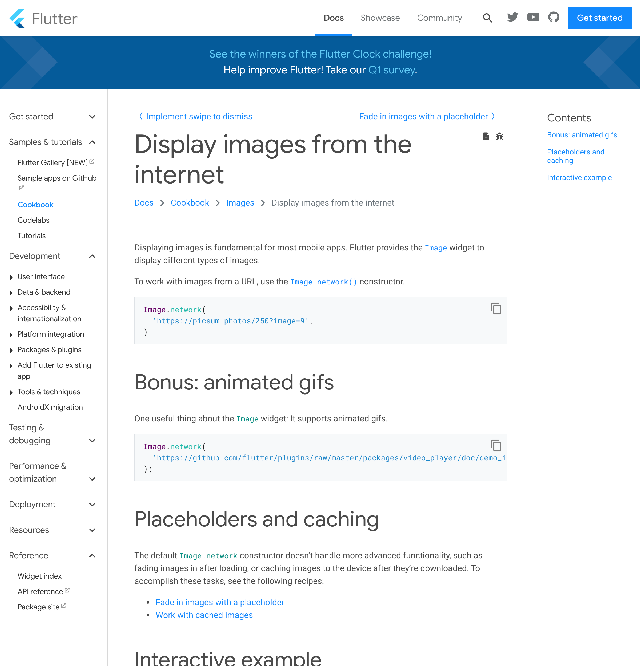 Flutter
Docs Showcase Community Get started
See the winners of the Flutter Clock challenge!
Help improve Flutter! Take our Q1 survey.
Get started
Samples & tutorials
Flutter Gallery [NEW]
Sample apps on Github
Cookbook
Codelabs
Tutorials
Development
User interface
Data & backend
Accessibility &
internationalization
Platform integration
Packages & plugins
Add Flutter to existing
app
Tools & techniques
AndroidX migration
Testing &
debugging
Performance &
optimization
Deployment
Resources
Reference
Widget index
API reference
Package site
Implement swipe to dismiss Fade in images with a placeholder
Display images from the
internet
Docs Cookbook Images Display images from the internet
Displaying images is fundamental for most mobile apps. Flutter provides the Image widget to
display different types of images.
To work with images from a URL, use the Image.network() constructor.
Image.network(
'https://picsum.photos/250?image=9',
)
Bonus: animated gifs
One useful thing about the Image widget: It supports animated gifs.
Image.network(
'https://github.com/flutter/plugins/raw/master/packages/video_player/doc/demo_i
);
Placeholders and caching
The default Image.network constructor doesn't handle more advanced functionality, such as
fading images in after loading, or caching images to the device after they're downloaded. To
accomplish these tasks, see the following recipes:
• Fade in images with a placeholder
• Work with cached images
Interactive example
Contents
Bonus: animated gifs
Placeholders and
caching
Interactive example